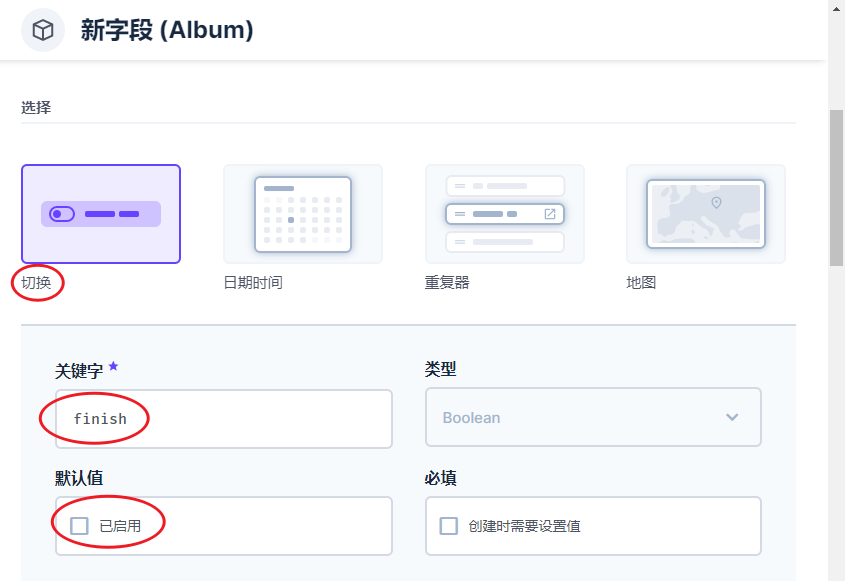 新字段 (Album)
选择
切换
日期时间
重复器
地图
关键字
类型
finish
Boolean
默认值
必填
已启用
创建时需要设置值